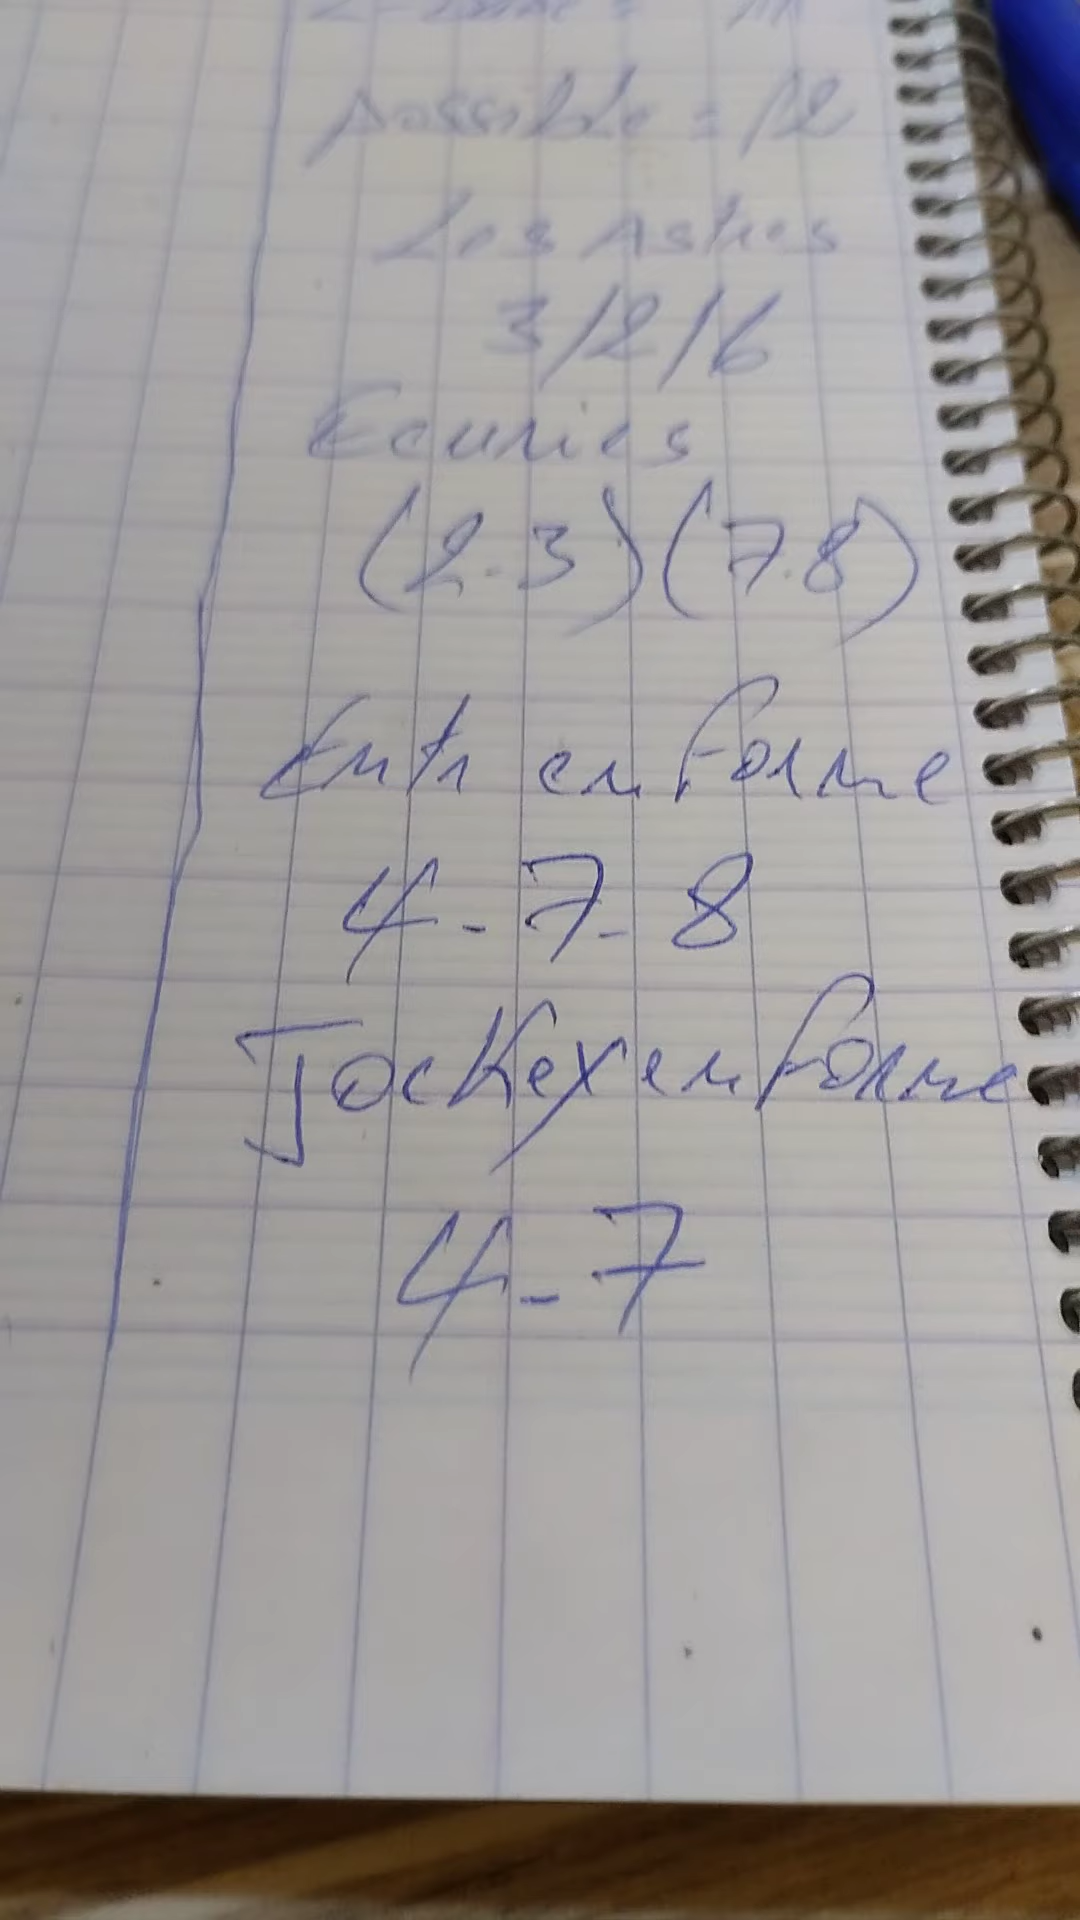 possible = 12
Les Astres
3/2/6
Ecuries
(2.3) (7.8)
Entr en forme
4-7-8
Jockey en forme
4-7